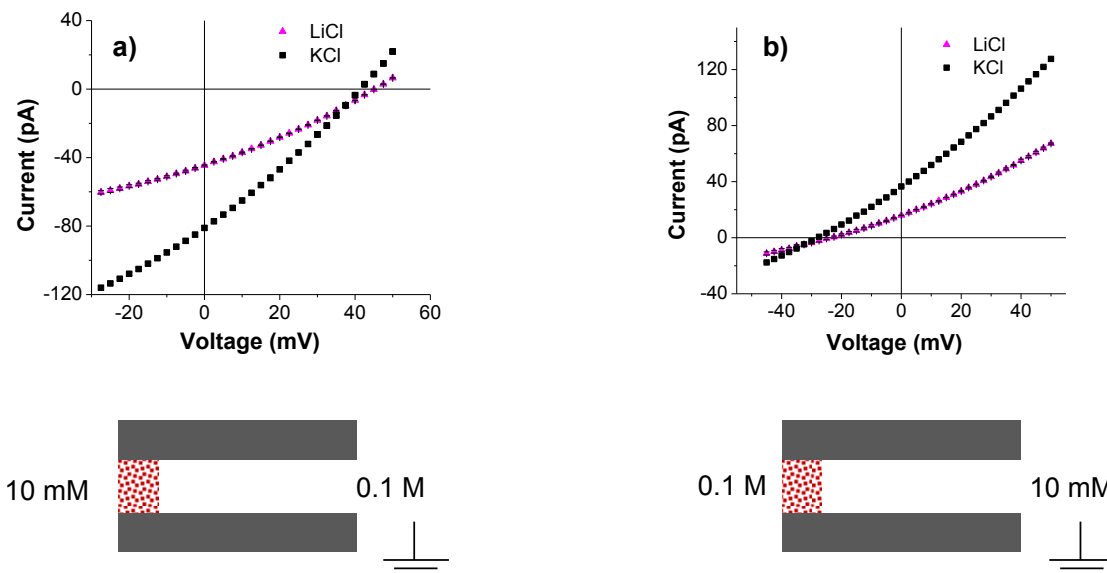 a)
LiCl
KCl
40
0
-40
-80
-120
Current (pA)
-20 0 20 40 60
Voltage (mV)
b)
LiCl
KCl
120
80
40
0
-40
Current (pA)
-40 -20 0 20 40
Voltage (mV)
10 mM
0.1 M
0.1 M
10 mM